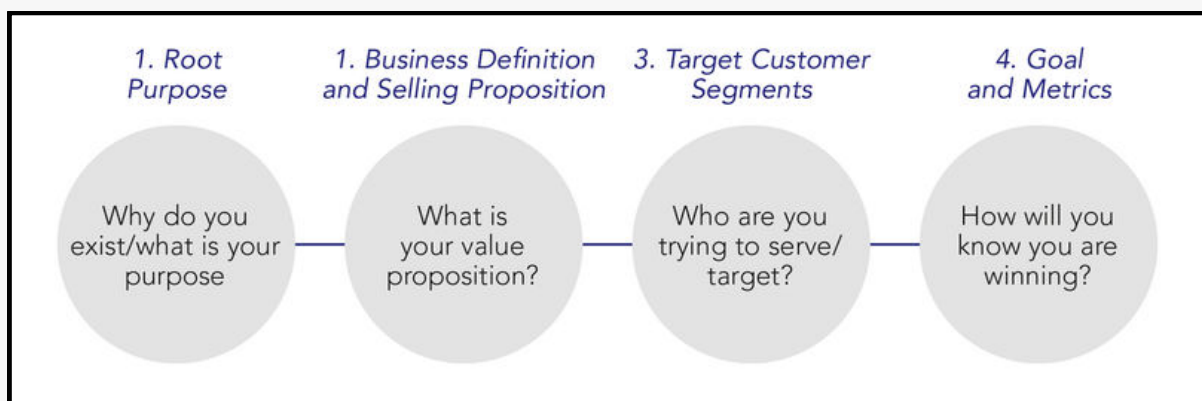 1. Root
Purpose
1. Business Definition
and Selling Proposition
3. Target Customer
Segments
4. Goal
and Metrics
Why do you
exist/what is your
purpose
What is
your value
proposition?
Who are you
trying to serve/
target?
How will you
know you are
winning?